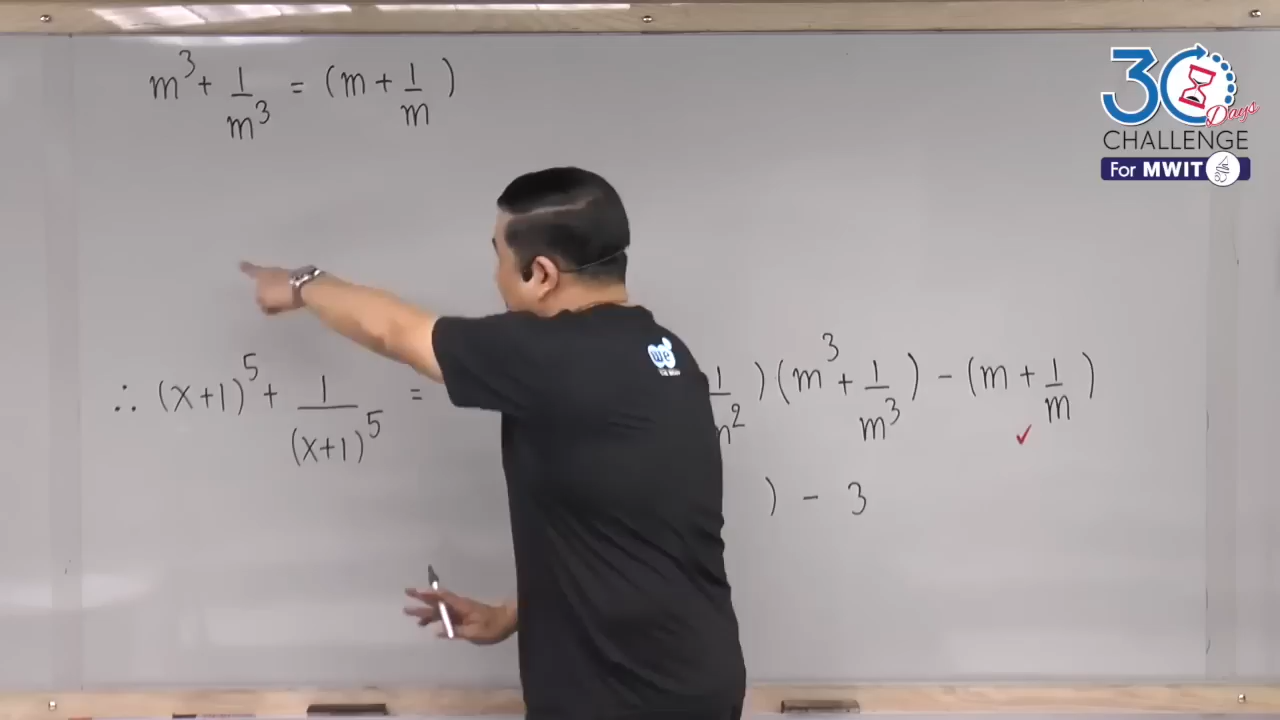 m³ + 1/m³ = (m + 1/m )
∴ (x+1)⁵ + 1/(x+1)⁵ = 1/m² )(m³ + 1/m³ ) - (m + 1/m )
✓
) - 3
30 Days
CHALLENGE
For MWIT
We